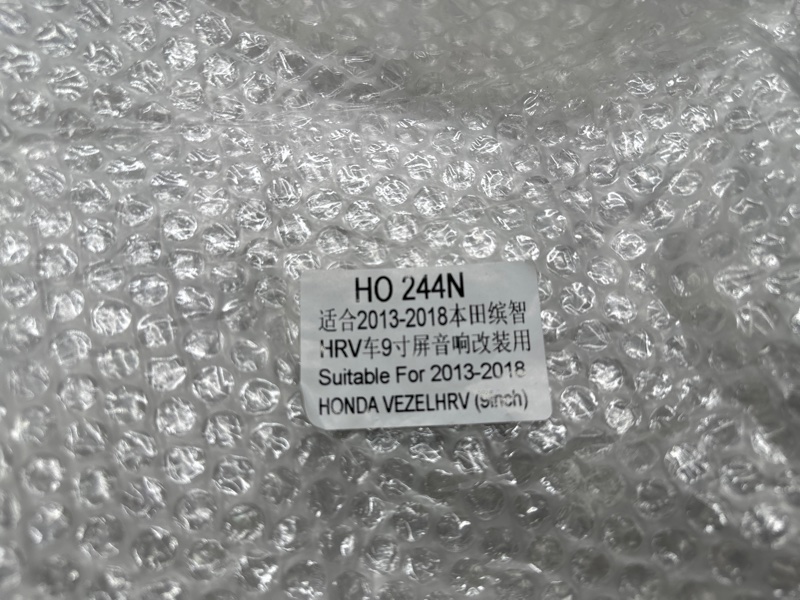 HO 244N
适合2013-2018本田缤智
HRV车9寸屏音响改装用
Suitable For 2013-2018
HONDA VEZELHRV (9inch)